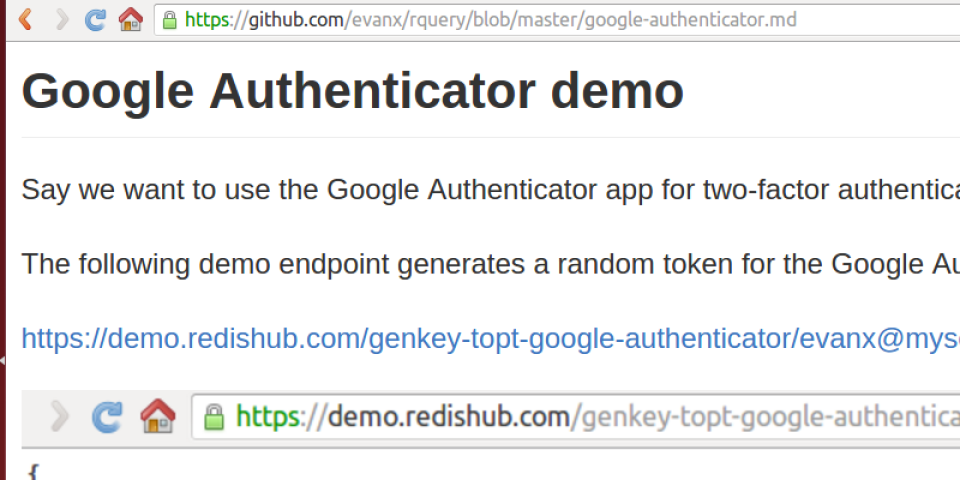 https://github.com/evanx/rquery/blob/master/google-authenticator.md
Google Authenticator demo
Say we want to use the Google Authenticator app for two-factor authentica
The following demo endpoint generates a random token for the Google Au
https://demo.redishub.com/genkey-topt-google-authenticator/evanx@myse
https://demo.redishub.com/genkey-topt-google-authentica
{